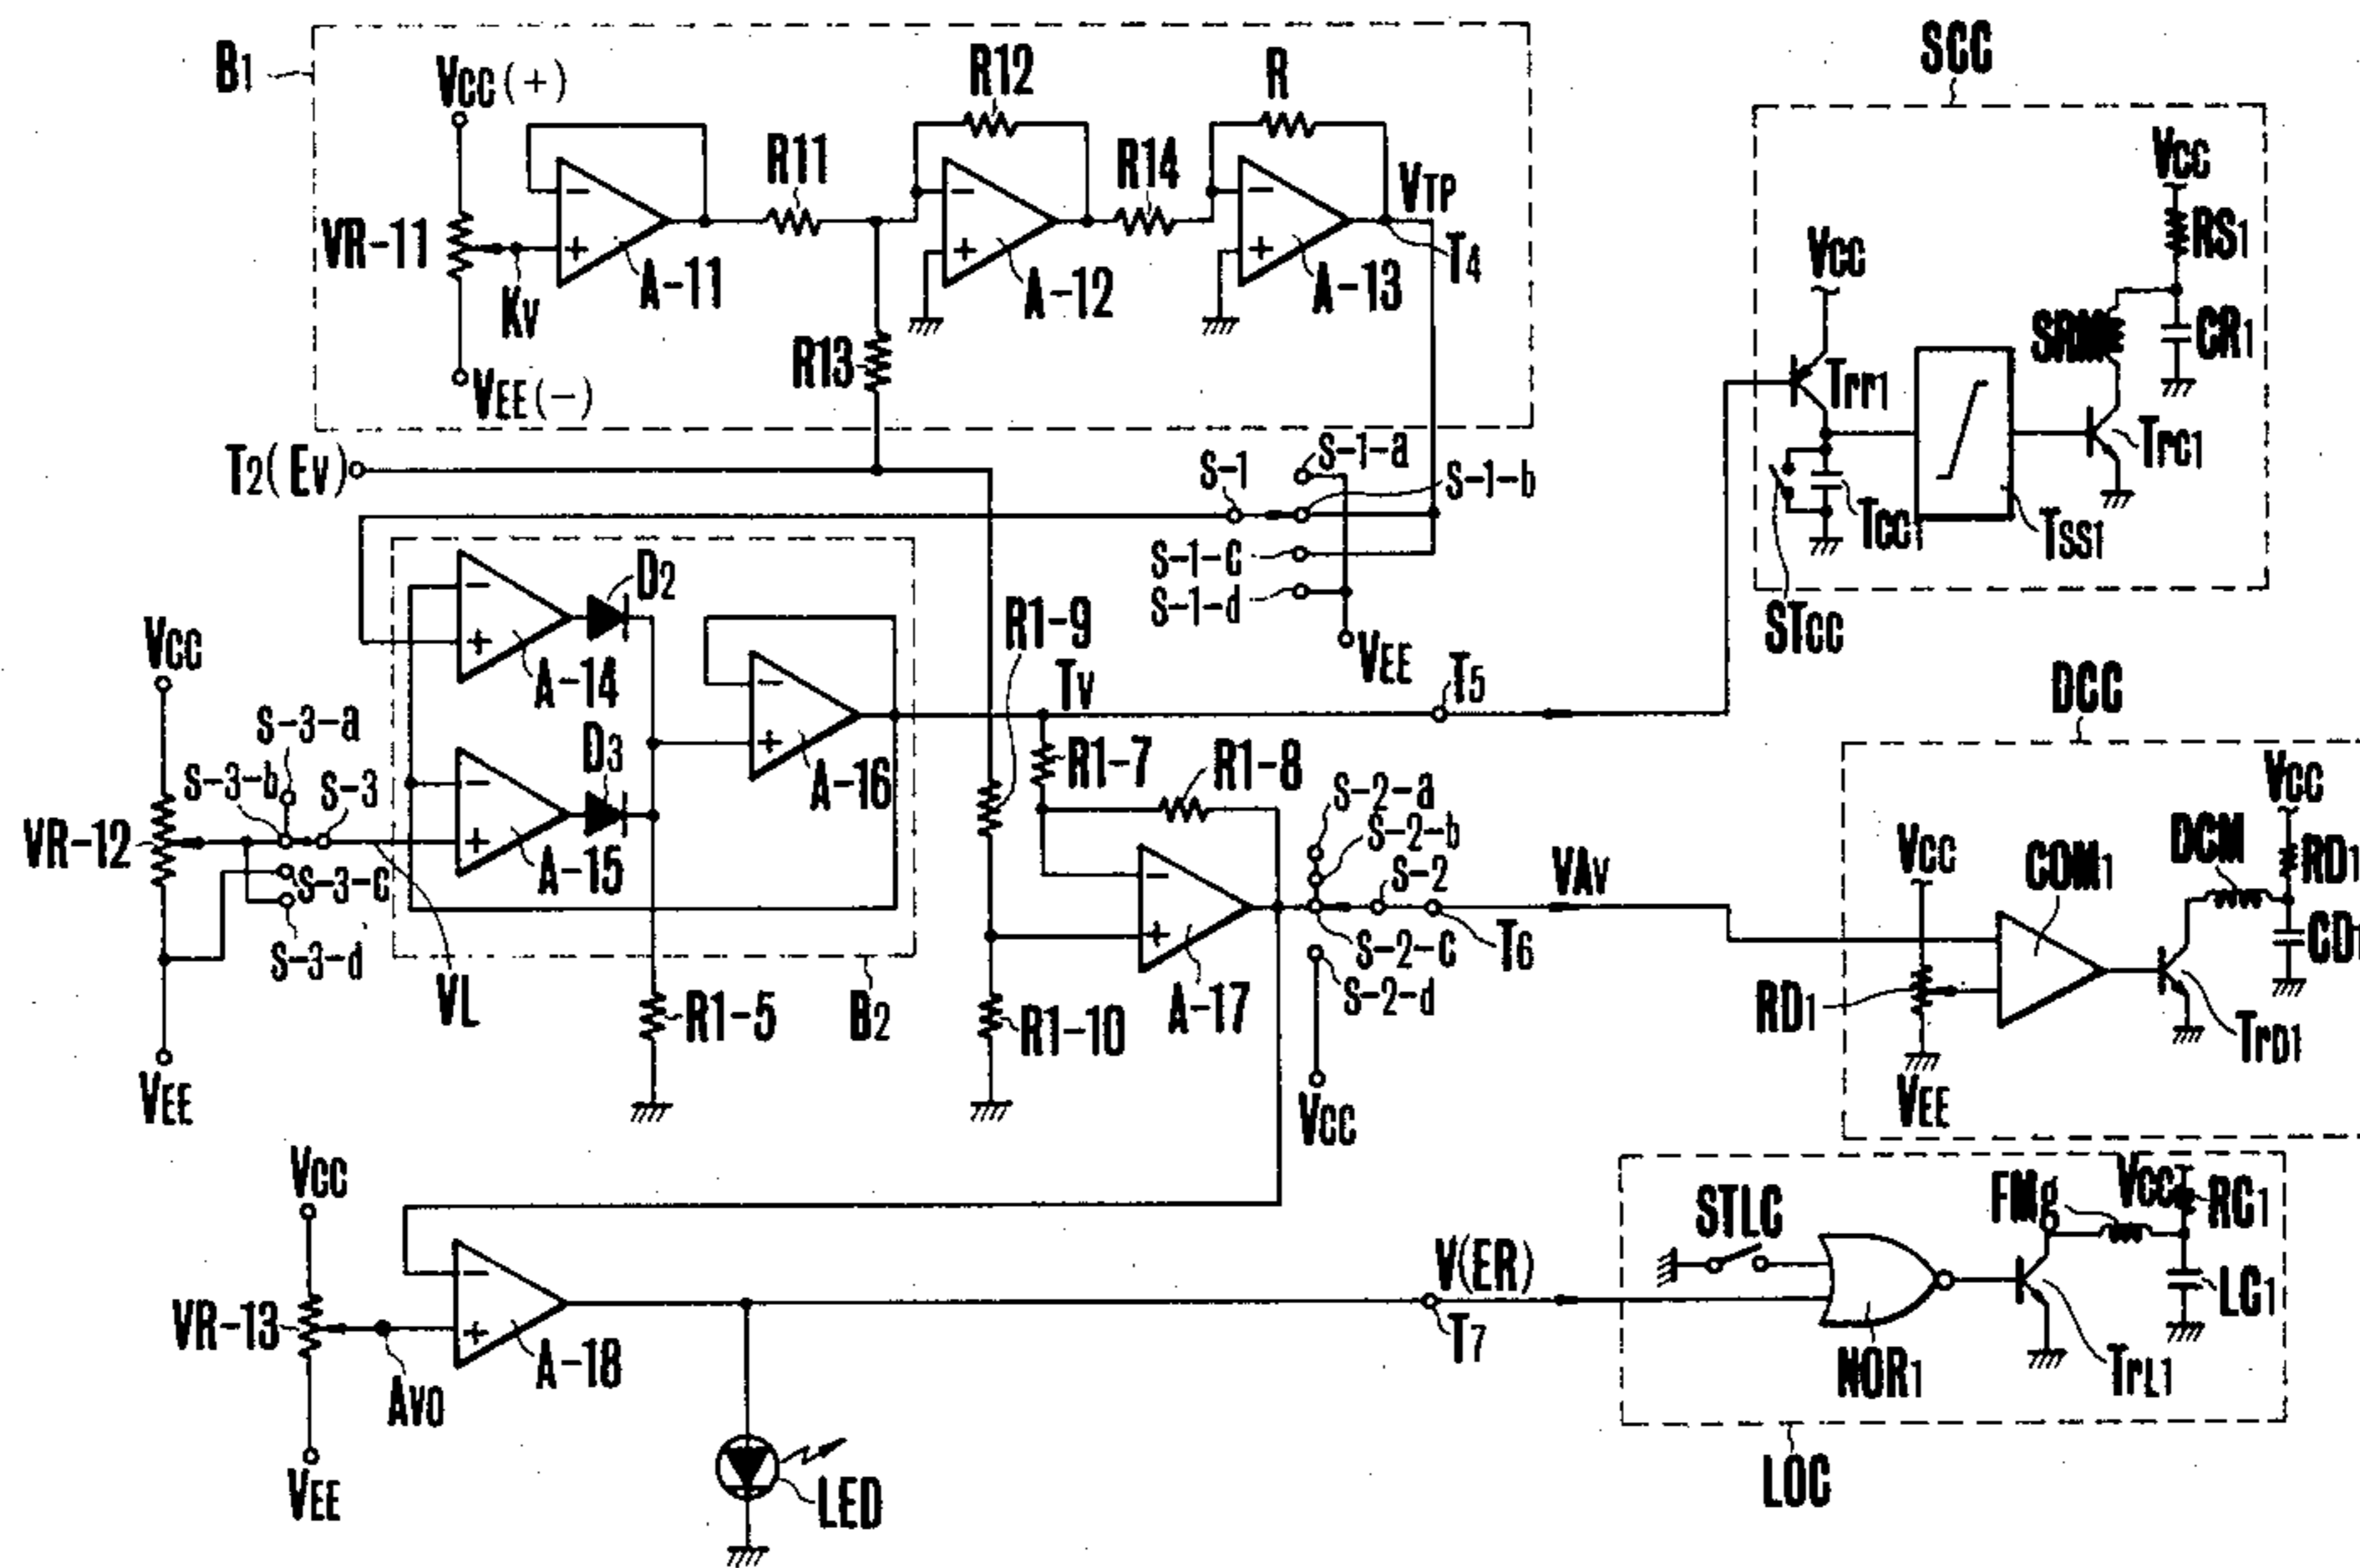 B1
VCC (+)
R12
R
SCC
R11
R14
VTP
VCC
RS1
VR-11
KV
A-11
A-12
A-13
T4
VCC
CR1
R13
Trr1
VEE (−)
T2(EV)
S-1
S-1-a
S-1-b
TrC1
TCC1
TSS1
S-1-c
S-1-d
D2
R1-9
STCC
VCC
A-14
TV
VEE
T5
DCC
S-3-a
D3
S-3-b
S-3
A-16
R1-7
R1-8
S-2-a
S-2-b
VCC
VR-12
A-15
S-3-c
S-2
VAV
VCC
COM1
DCM
RD1
S-3-d
VL
S-2-c
T6
CD1
S-2-d
R1-5
B2
R1-10
A-17
RD1
TrD1
VEE
VCC
VEE
VCC
STLC
FMg
VCC
RC1
V(ER)
LC1
VR-13
A-18
T7
NOR1
TrL1
AVO
VEE
LED
LOC